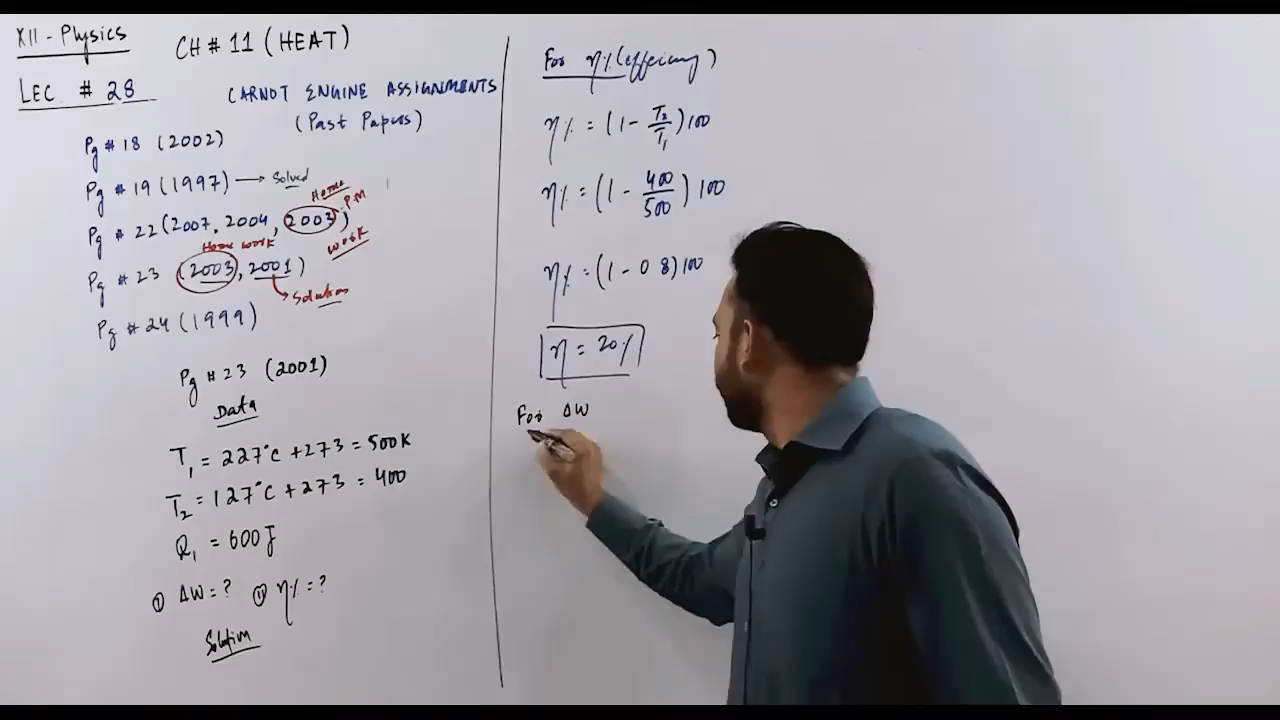 XII - Physics
CH # 11 (HEAT)
LEC # 28
CARNOT ENGINE ASSIGNMENTS
(Past Papers)
Pg # 18 (2002)
Pg # 19 (1997) → Solved
Home
P.M
Pg # 22 (2007, 2004, 2003)
work
Home work
Pg # 23 (2003, 2001)
Solution
Pg # 24 (1999)
Pg # 23 (2001)
Data
T₁ = 227°C + 273 = 500K
T₂ = 127°C + 273 = 400
Q₁ = 600J
① ΔW = ? ② η% = ?
Solution
For η% (efficiency)
η% = (1 - T₂/T₁) 100
η% = (1 - 400/500) 100
η% = (1 - 0 8) 100
η = 20%
For ΔW